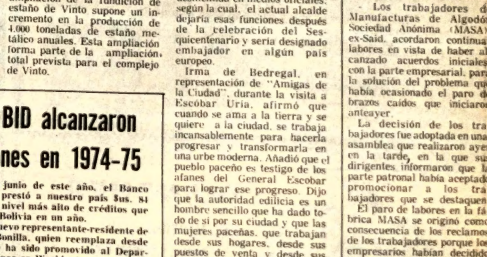 estaño de Vinto supone un in-
cremento en la producción de
4.000 toneladas de estaño me-
tálico anuales. Esta ampliación
forma parte de la ampliación
total prevista para el complejo
de Vinto.
BID alcanzaron
nes en 1974-75
junio de este año, el Banco
prestó a nuestro país $us. 84
nivel más alto de créditos que
Bolivia en un año.
nuevo representante-residente de
Bonilla, quien reemplaza desde
ha sido promovido al Depar-
según la cual, el actual alcalde
dejaría esas funciones después
de la celebración del Ses-
quicentenario y sería designado
embajador en algún país
europeo.
Irma de Bedregal, en
representación de "Amigas de
la Ciudad", durante la visita a
Escóbar Uria, afirmó que
cuando se ama a la tierra y se
quiere a la ciudad, se trabaja
incansablemente para hacerla
progresar y transformarla en
una urbe moderna. Añadió que el
pueblo paceño es testigo de los
afanes del General Escobar
para lograr ese progreso. Dijo
que la autoridad edilicia es un
hombre sencillo que ha dado to-
do de sí por su ciudad y que las
mujeres paceñas, que trabajan
desde sus hogares, desde sus
puestos de venta y desde sus
Los trabajadores d
Manufacturas de Algodó
Sociedad Anónima (MASA)
ex-Said, acordaron continua
labores en vista de haber al
canzado acuerdos iniciales
con la parte empresarial, para
la solución del problema que
había ocasionado el paro de
brazos caídos que iniciaron
anteayer.
La decisión de los tra
bajadores fue adoptada en una
asamblea que realizaron ayer
en la tarde, en la que sus
dirigentes informaron que la
parte patronal había aceptado
promocionar a los tra
bajadores que se destaquen
El paro de labores en la fá
brica MASA se originó como
consecuencia de los reclamos
de los trabajadores porque los
empresarios habían decidido